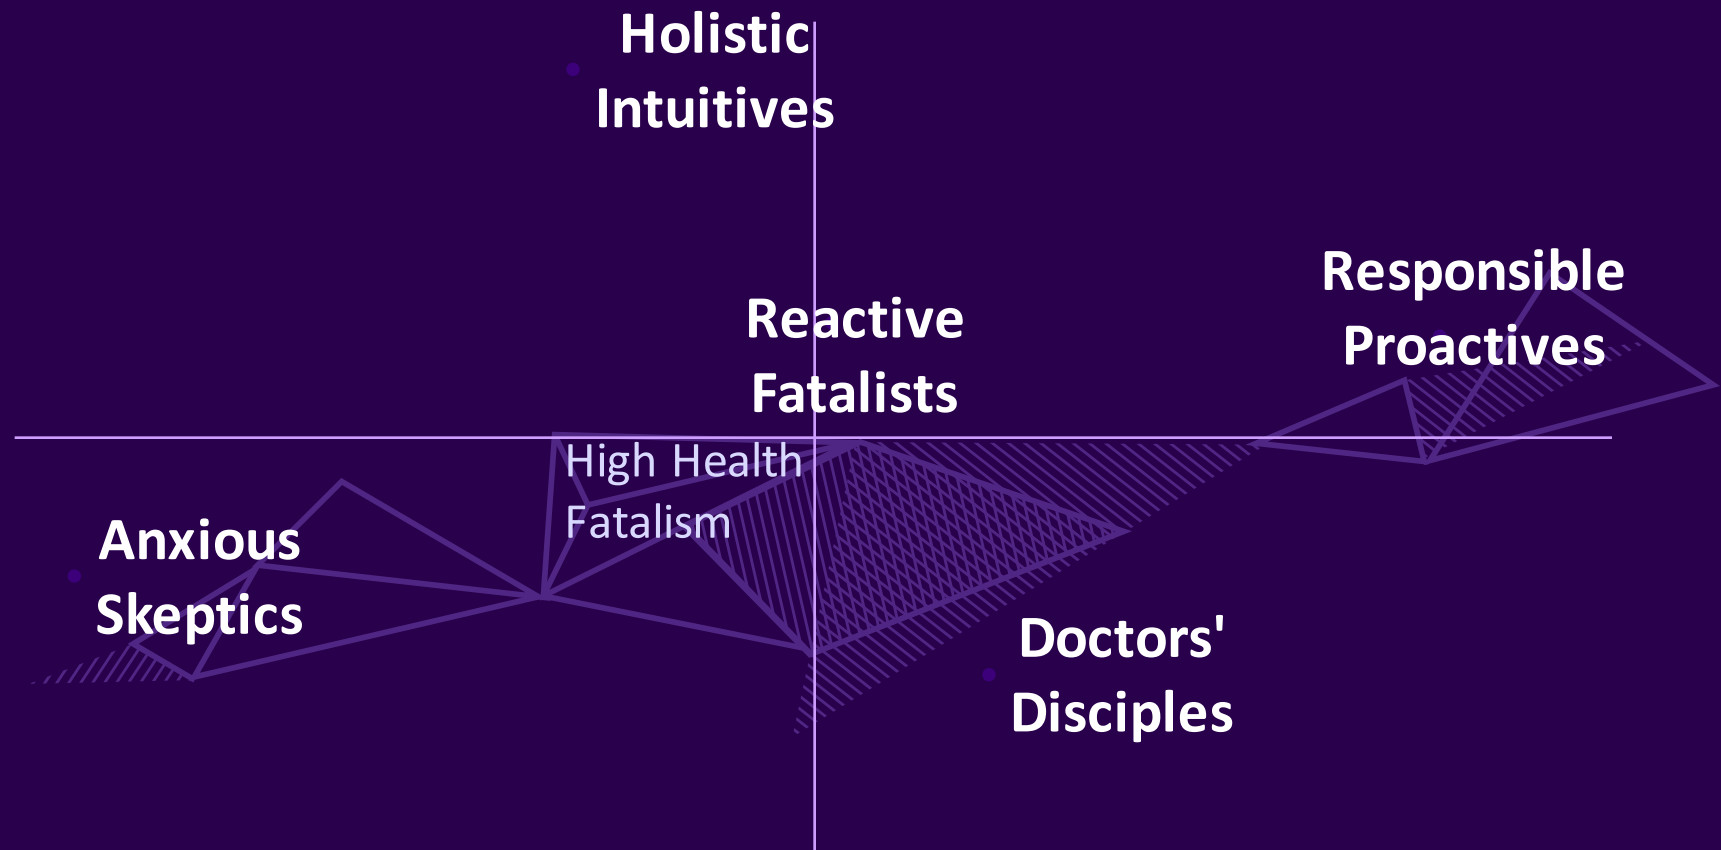 Holistic
Intuitives
Responsible
Proactives
Reactive
Fatalists
High Health
Fatalism
Anxious
Skeptics
Doctors'
Disciples